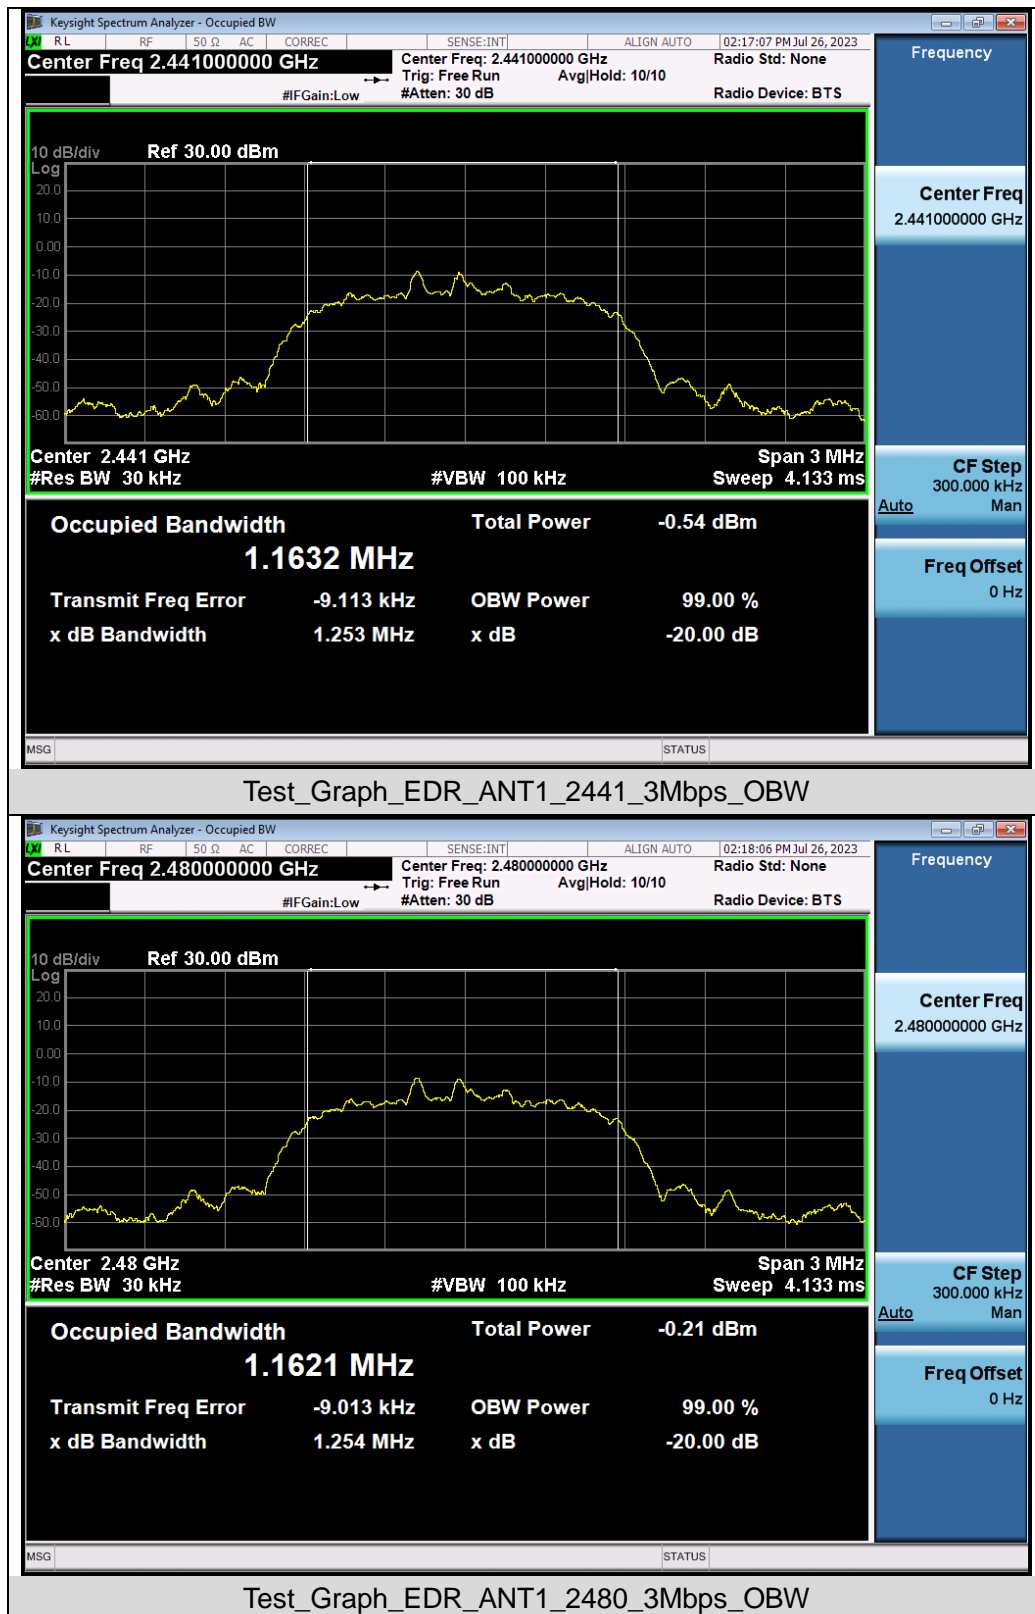 Keysight Spectrum Analyzer - Occupied BW
LXI RL RF 50 Ω AC CORREC SENSE:INT ALIGN AUTO 02:17:07 PM Jul 26, 2023
Center Freq 2.441000000 GHz
Center Freq: 2.441000000 GHz
Radio Std: None
Trig: Free Run Avg|Hold: 10/10
#IFGain:Low
#Atten: 30 dB
Radio Device: BTS
10 dB/div Ref 30.00 dBm
Log
20.0
10.0
0.00
-10.0
-20.0
-30.0
-40.0
-50.0
-60.0
Center 2.441 GHz Span 3 MHz
#Res BW 30 kHz #VBW 100 kHz Sweep 4.133 ms
Occupied Bandwidth Total Power -0.54 dBm
1.1632 MHz
Transmit Freq Error -9.113 kHz OBW Power 99.00 %
x dB Bandwidth 1.253 MHz x dB -20.00 dB
MSG STATUS
Frequency
Center Freq
2.441000000 GHz
CF Step
300.000 kHz
Auto Man
Freq Offset
0 Hz
Test_Graph_EDR_ANT1_2441_3Mbps_OBW
Keysight Spectrum Analyzer - Occupied BW
LXI RL RF 50 Ω AC CORREC SENSE:INT ALIGN AUTO 02:18:06 PM Jul 26, 2023
Center Freq 2.480000000 GHz
Center Freq: 2.480000000 GHz
Radio Std: None
Trig: Free Run Avg|Hold: 10/10
#IFGain:Low
#Atten: 30 dB
Radio Device: BTS
10 dB/div Ref 30.00 dBm
Log
20.0
10.0
0.00
-10.0
-20.0
-30.0
-40.0
-50.0
-60.0
Center 2.48 GHz Span 3 MHz
#Res BW 30 kHz #VBW 100 kHz Sweep 4.133 ms
Occupied Bandwidth Total Power -0.21 dBm
1.1621 MHz
Transmit Freq Error -9.013 kHz OBW Power 99.00 %
x dB Bandwidth 1.254 MHz x dB -20.00 dB
MSG STATUS
Frequency
Center Freq
2.480000000 GHz
CF Step
300.000 kHz
Auto Man
Freq Offset
0 Hz
Test_Graph_EDR_ANT1_2480_3Mbps_OBW